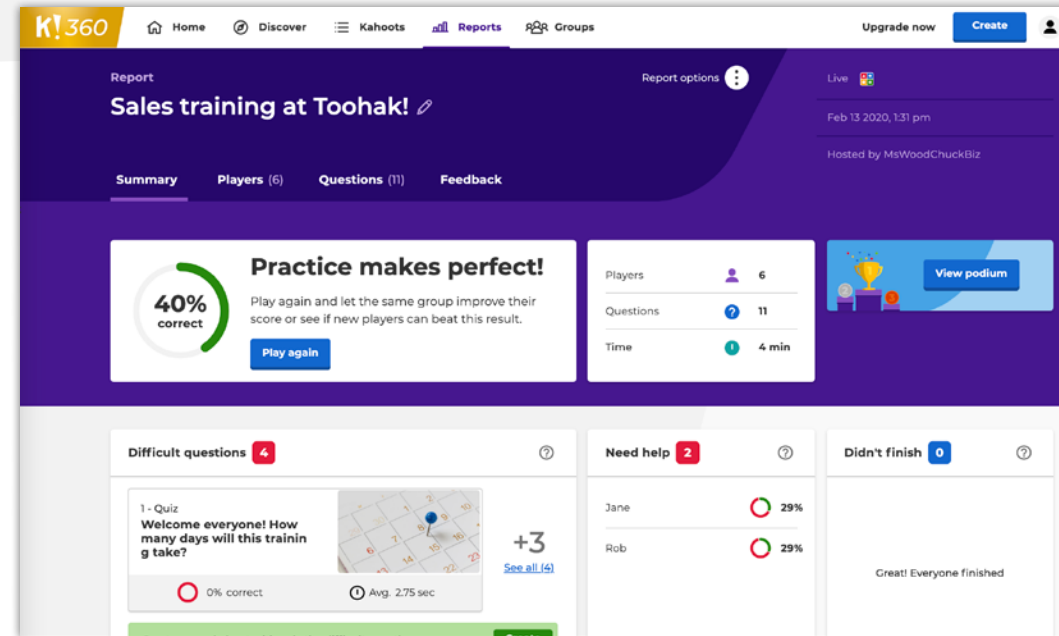 K! 360
Home
Discover
Kahoots
Reports
Groups
Upgrade now
Create
Report
Report options
Live
Sales training at Toohak!
Feb 13 2020, 1:31 pm
Hosted by MsWoodChuckBiz
Summary
Players (6)
Questions (11)
Feedback
40%
correct
Practice makes perfect!
Play again and let the same group improve their
score or see if new players can beat this result.
Play again
Players 6
Questions 11
Time 4 min
View podium
Difficult questions 4
1 - Quiz
Welcome everyone! How
many days will this trainin
g take?
0% correct
Avg. 2.75 sec
+3
See all (4)
Need help 2
Jane 29%
Rob 29%
Didn't finish 0
Great! Everyone finished